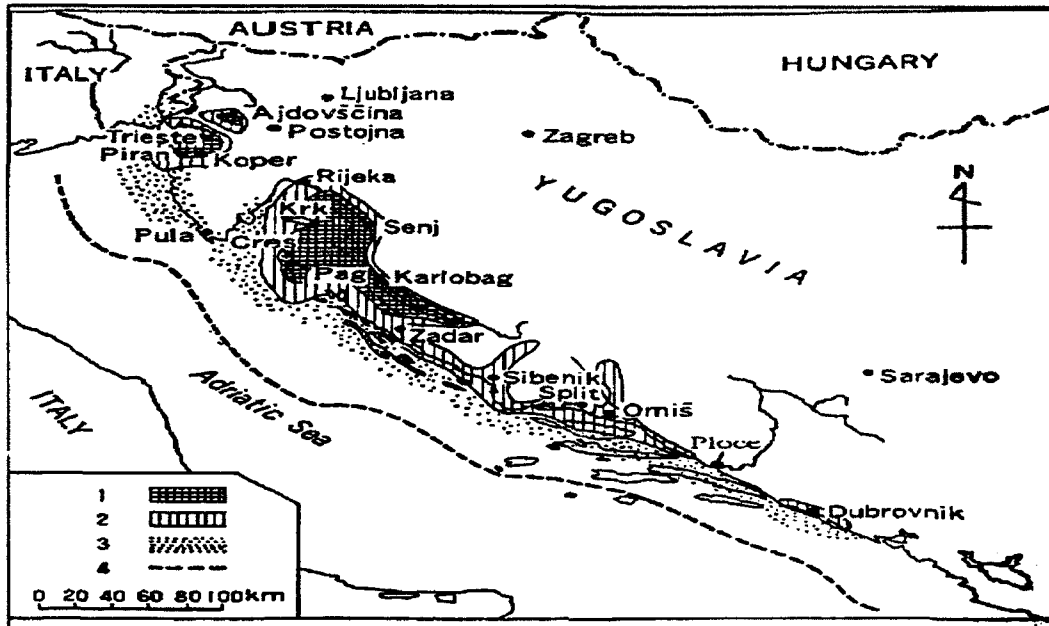 AUSTRIA
ITALY
HUNGARY
Ljubljana
Ajdovščina
Postojna
Zagreb
Trieste
Piran
Koper
N
Rijeka
YUGOSLAVIA
Krk
Senj
Pula
Cres
Pag
Karlobag
Zadar
Sarajevo
Sibenik
Split
Omiš
Adriatic Sea
ITALY
Ploce
Dubrovnik
1
2
3
4
0 20 40 60 80 100km